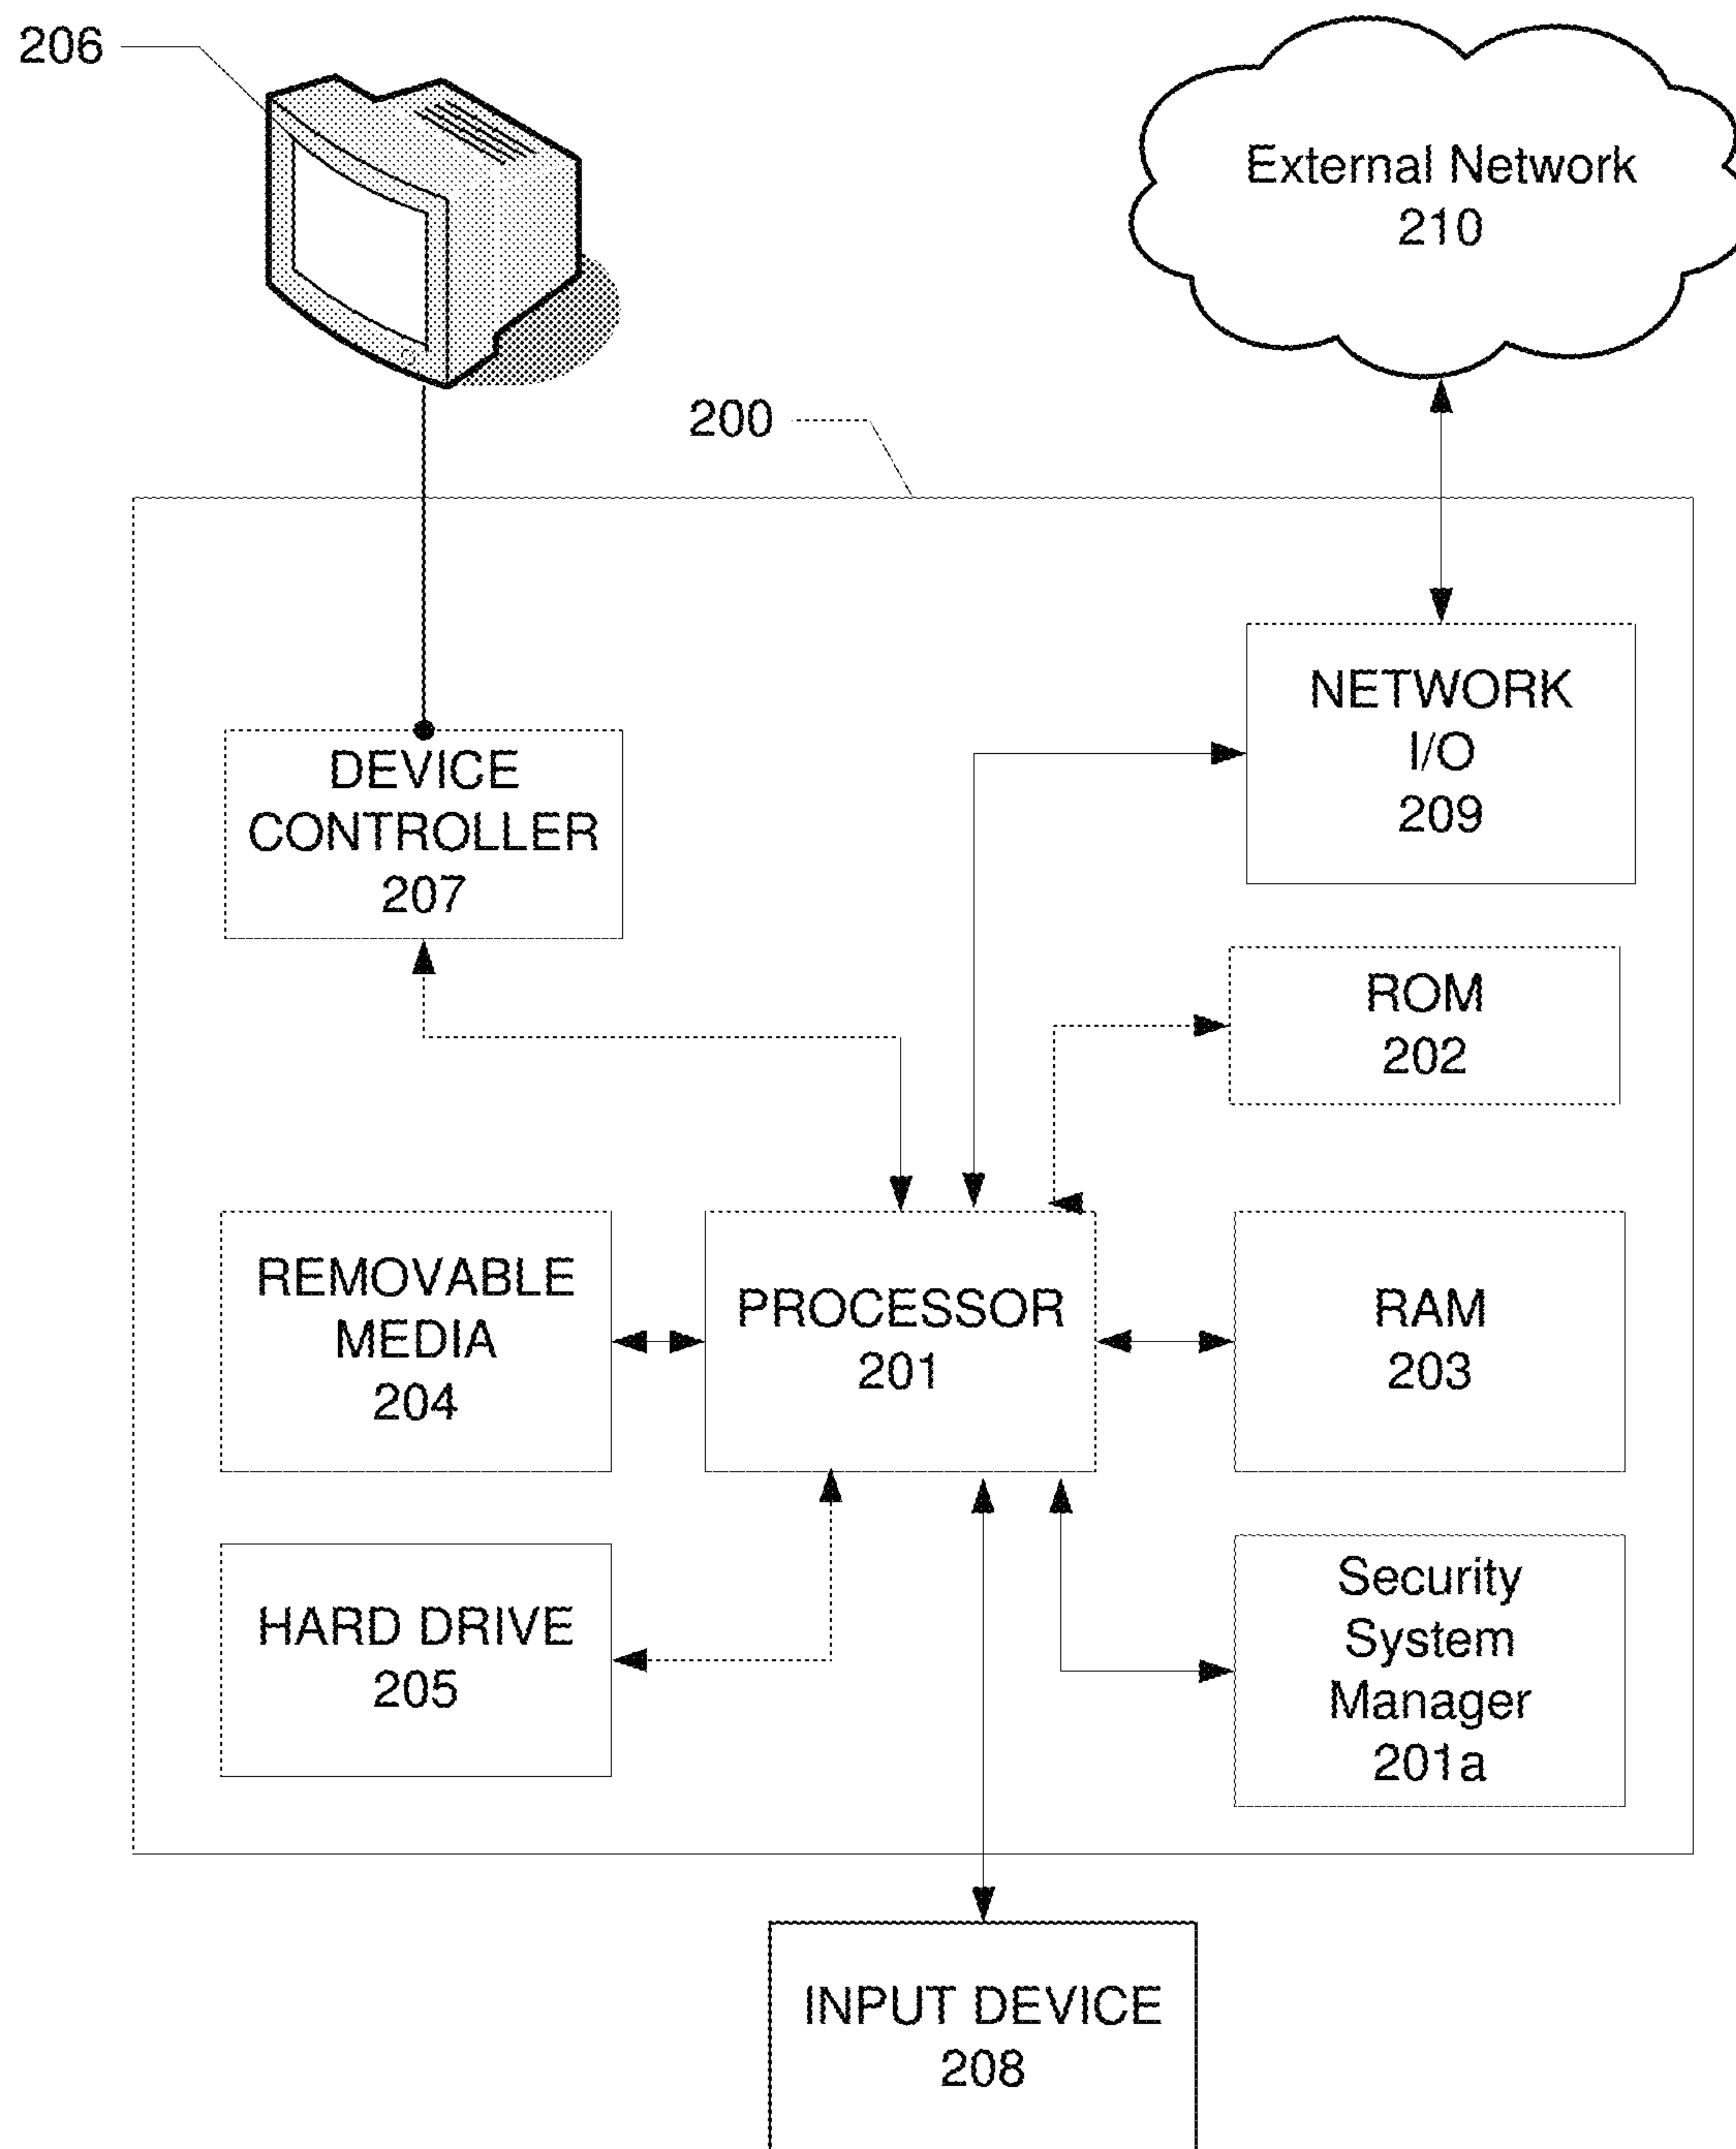 206
External Network
210
200
DEVICE
CONTROLLER
207
NETWORK
I/O
209
ROM
202
REMOVABLE
MEDIA
204
PROCESSOR
201
RAM
203
HARD DRIVE
205
Security
System
Manager
201a
INPUT DEVICE
208